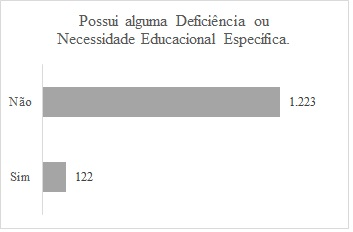 Possui alguma Deficiência ou
Necessidade Educacional Específica.
Não 1.223
Sim 122